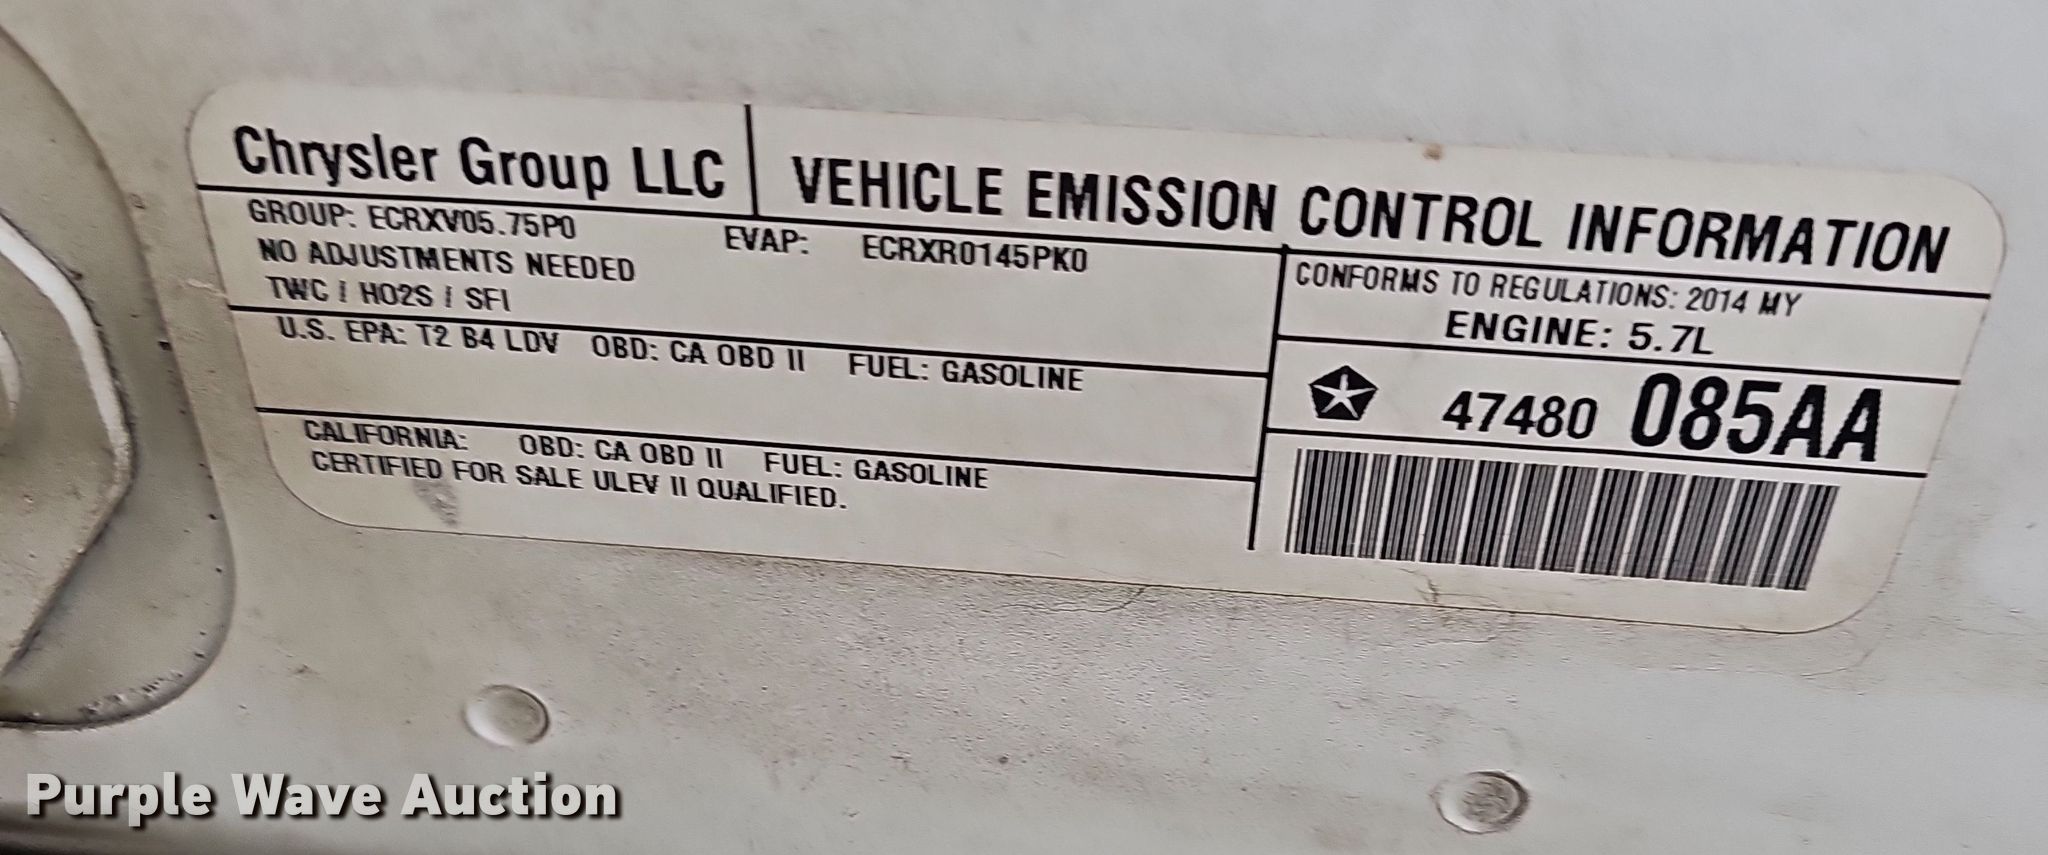 Chrysler Group LLC
VEHICLE EMISSION CONTROL INFORMATION
GROUP: ECRXV05.75P0
EVAP: ECRXR0145PK0
NO ADJUSTMENTS NEEDED
TWC / HO2S / SFI
CONFORMS TO REGULATIONS: 2014 MY
ENGINE: 5.7L
U.S. EPA: T2 B4 LDV OBD: CA OBD II FUEL: GASOLINE
47480 085AA
CALIFORNIA: OBD: CA OBD II FUEL: GASOLINE
CERTIFIED FOR SALE ULEV II QUALIFIED.
Purple Wave Auction